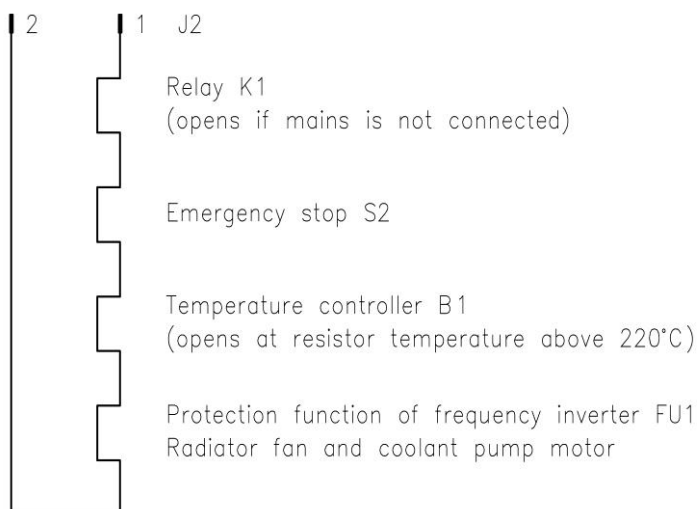 2 1 J2
Relay K1
(opens if mains is not connected)
Emergency stop S2
Temperature controller B1
(opens at resistor temperature above 220°C)
Protection function of frequency inverter FU1
Radiator fan and coolant pump motor